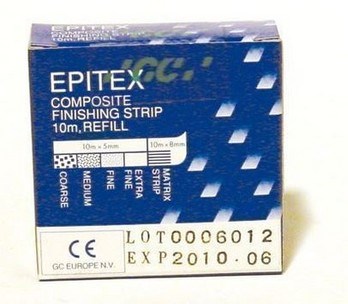 GC
EPITEX
COMPOSITE
FINISHING STRIP
10m, REFILL
10m × 5mm 10m × 8mm
COARSE
MEDIUM
FINE
EXTRA FINE
MATRIX STRIP
CE
GC EUROPE N.V.
LOT0006012
EXP2010-06